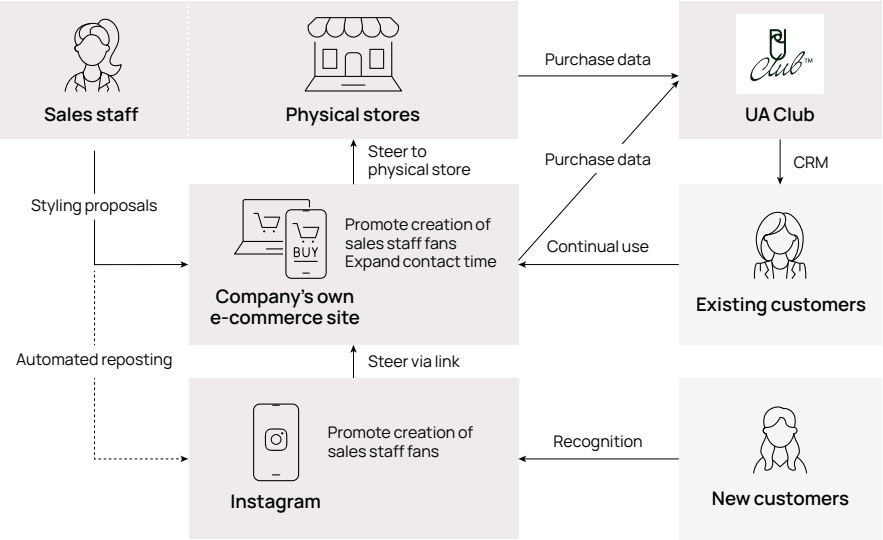 Sales staff
Physical stores
Purchase data
UA
Club™
UA Club
Steer to
physical store
Purchase data
CRM
Styling proposals
BUY
Promote creation of
sales staff fans
Expand contact time
Company's own
e-commerce site
Continual use
Existing customers
Automated reposting
Steer via link
Promote creation of
sales staff fans
Instagram
Recognition
New customers